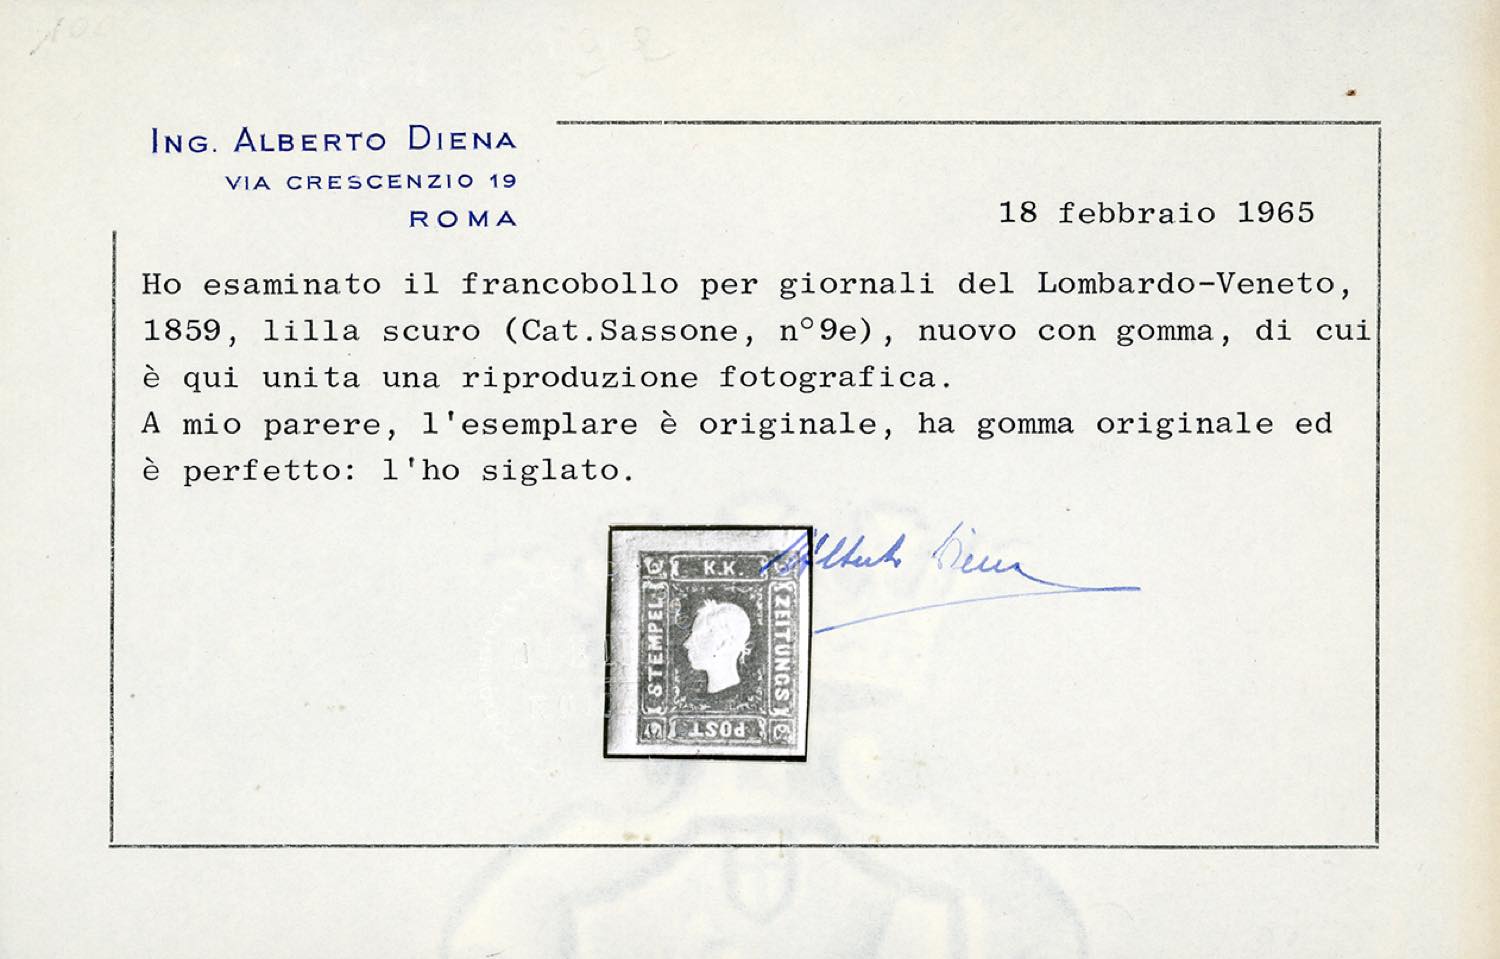 ING. ALBERTO DIENA
VIA CRESCENZIO 19
ROMA
18 febbraio 1965
Ho esaminato il francobollo per giornali del Lombardo-Veneto,
1859, lilla scuro (Cat.Sassone, n°9e), nuovo con gomma, di cui
è qui unita una riproduzione fotografica.
A mio parere, l'esemplare è originale, ha gomma originale ed
è perfetto: l'ho siglato.
Alberto Diena
K.K.
ZEITUNGS
POST
STEMPEL